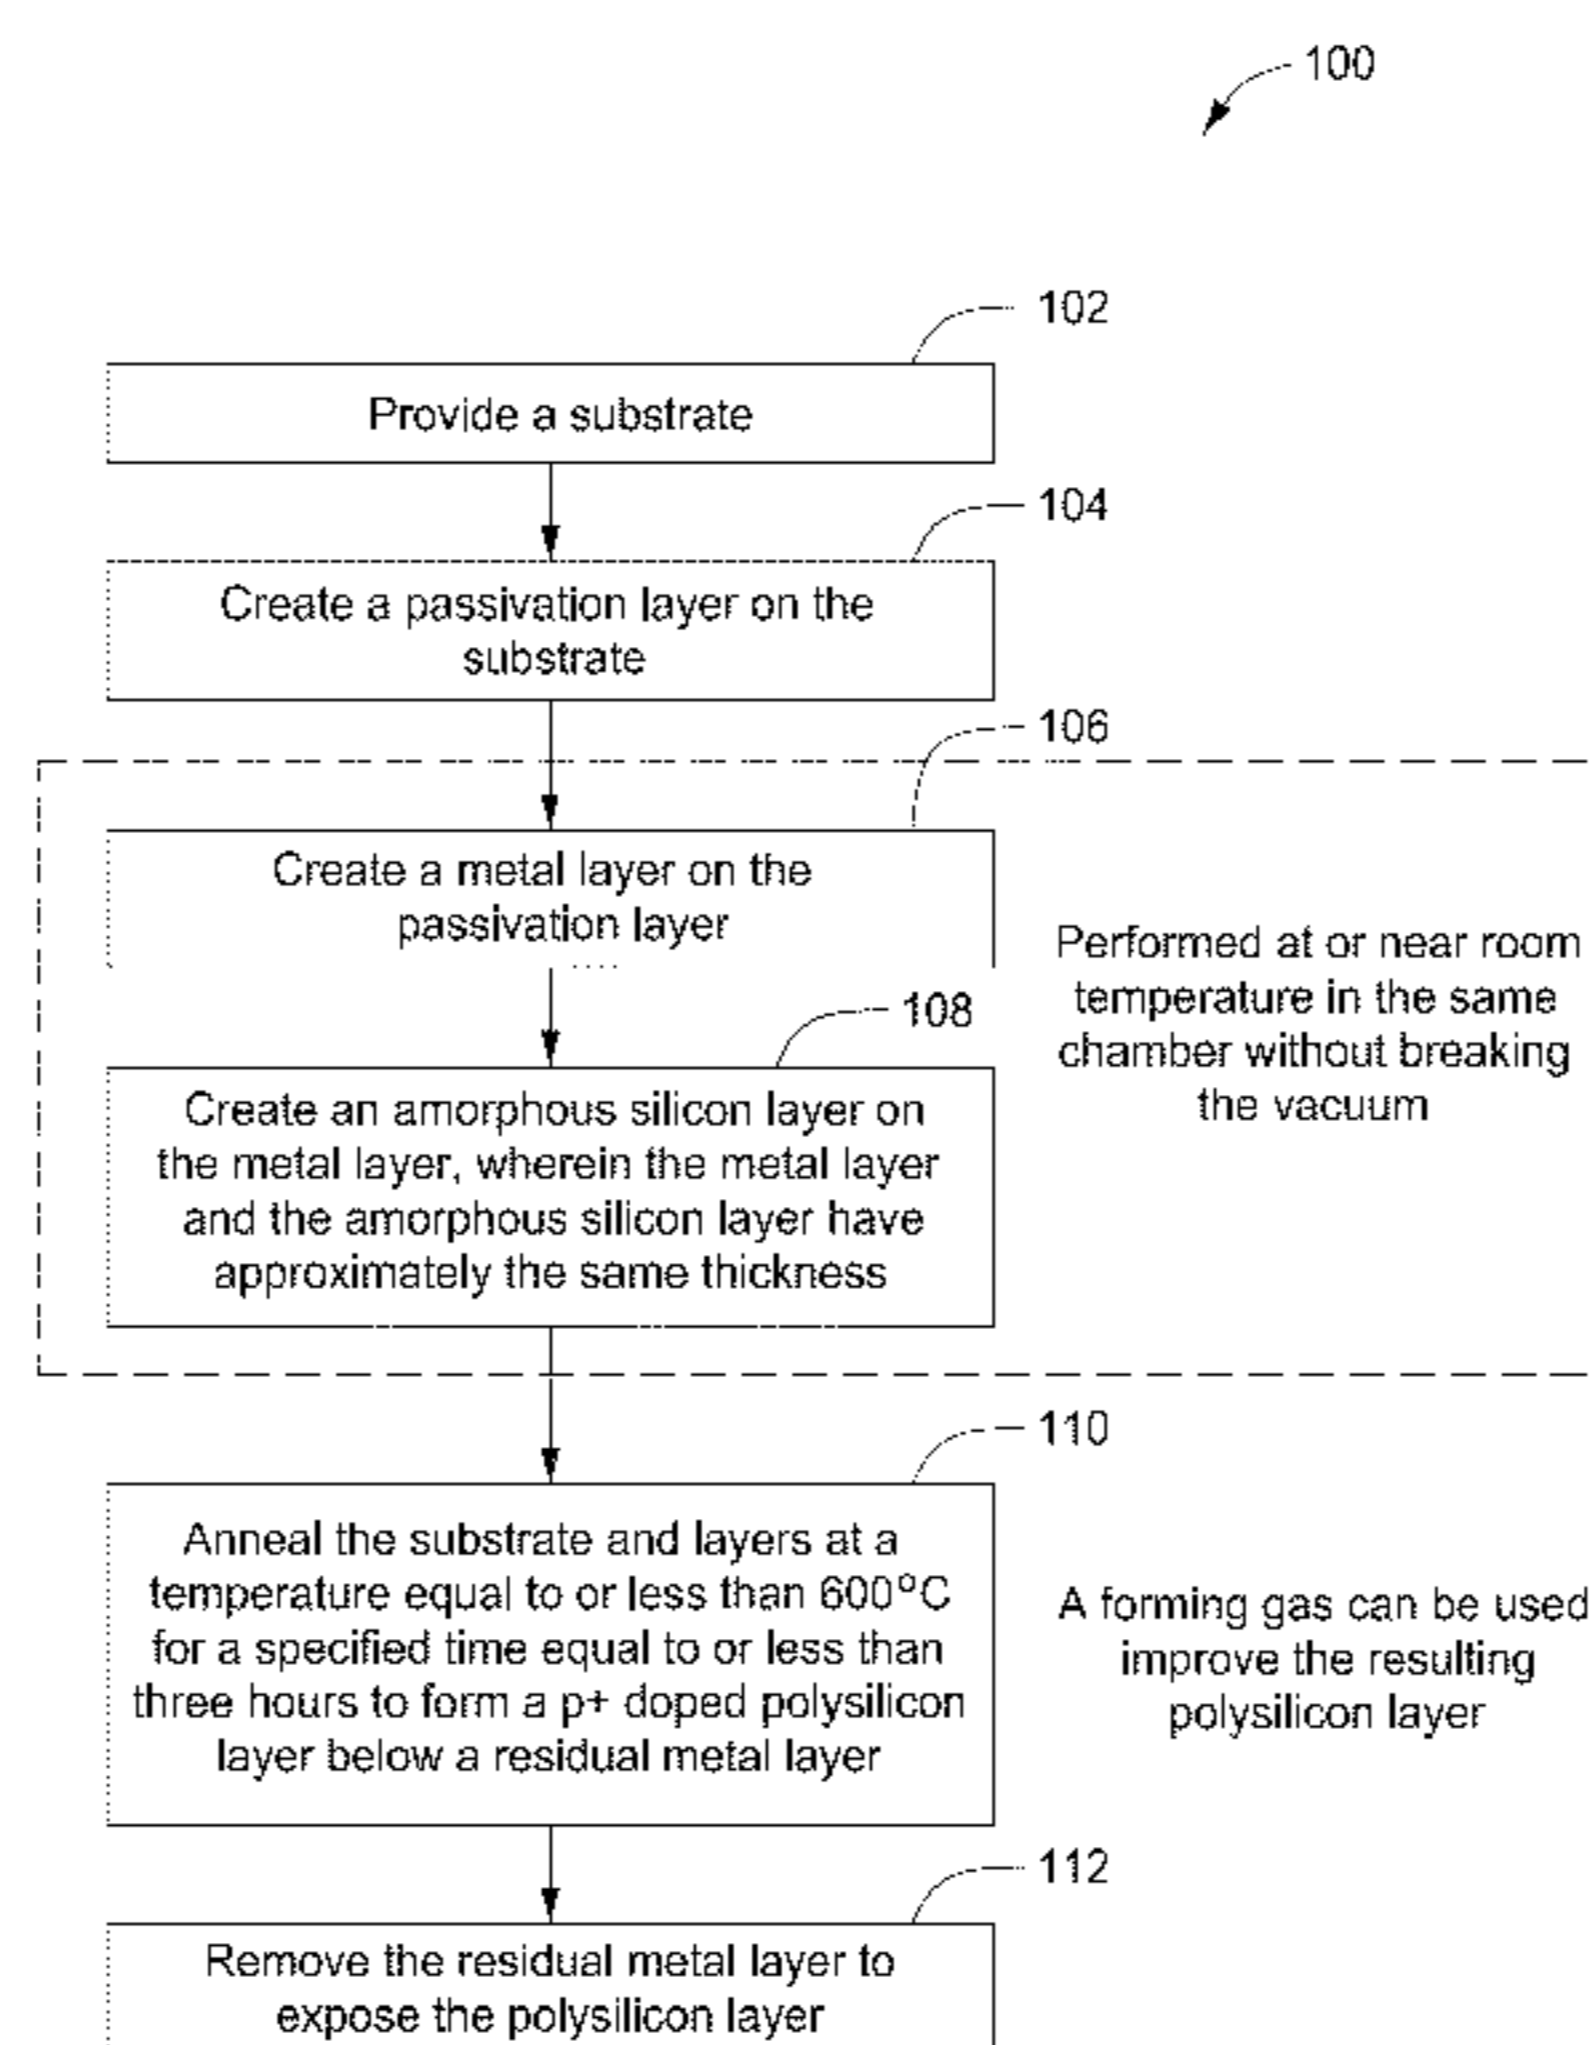 100
102
Provide a substrate
104
Create a passivation layer on the
substrate
106
Create a metal layer on the
passivation layer
Performed at or near room
temperature in the same
chamber without breaking
the vacuum
108
Create an amorphous silicon layer on
the metal layer, wherein the metal layer
and the amorphous silicon layer have
approximately the same thickness
110
Anneal the substrate and layers at a
temperature equal to or less than 600°C
for a specified time equal to or less than
three hours to form a p+ doped polysilicon
layer below a residual metal layer
A forming gas can be used
improve the resulting
polysilicon layer
112
Remove the residual metal layer to
expose the polysilicon layer